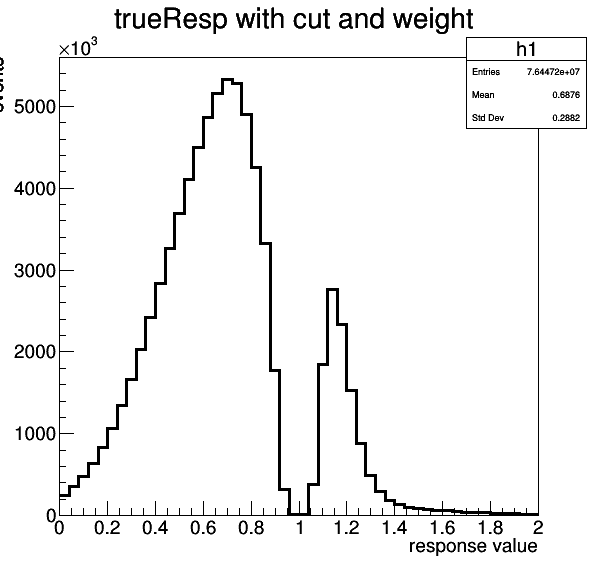 trueResp with cut and weight
×10³
h1
Entries 7.64472e+07
Mean 0.6876
Std Dev 0.2882
5000
4000
3000
2000
1000
0
0 0.2 0.4 0.6 0.8 1 1.2 1.4 1.6 1.8 2
response value